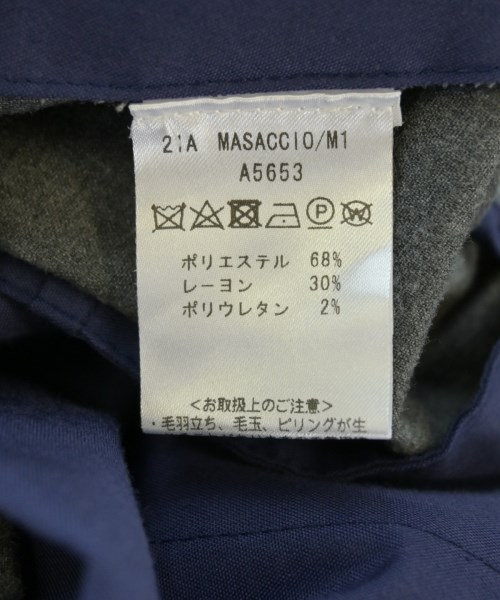 21A MASACCIO/M1
A5653
P W
ポリエステル 68%
レーヨン 30%
ポリウレタン 2%
<お取扱上のご注意>
・毛羽立ち、毛玉、ピリングが生